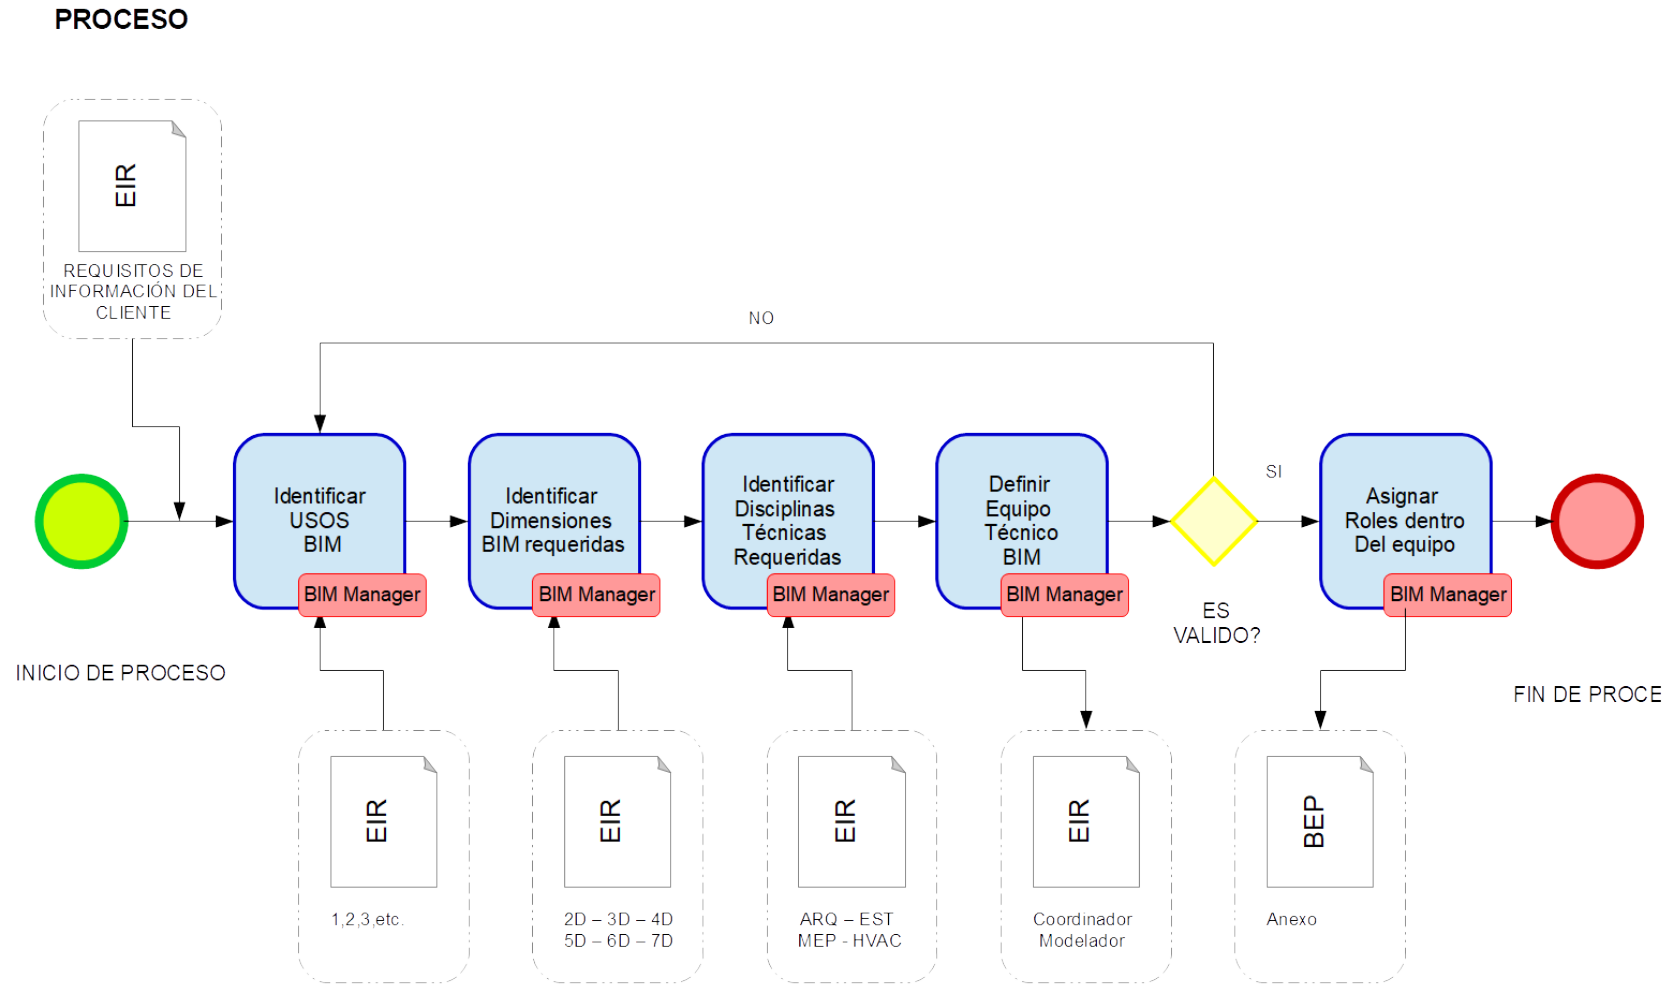 PROCESO
EIR
REQUISITOS DE
INFORMACIÓN DEL
CLIENTE
NO
Identificar
USOS
BIM
BIM Manager
Identificar
Dimensiones
BIM requeridas
BIM Manager
Identificar
Disciplinas
Técnicas
Requeridas
BIM Manager
Definir
Equipo
Técnico
BIM
BIM Manager
SI
ES
VALIDO?
Asignar
Roles dentro
Del equipo
BIM Manager
INICIO DE PROCESO
FIN DE PROCE
EIR
1,2,3,etc.
EIR
2D – 3D – 4D
5D – 6D – 7D
EIR
ARQ – EST
MEP - HVAC
EIR
Coordinador
Modelador
BEP
Anexo